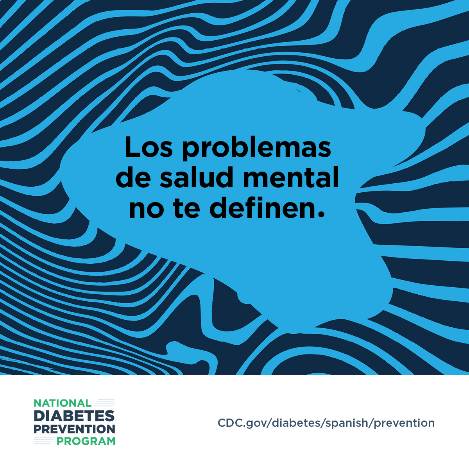 Los problemas
de salud mental
no te definen.
NATIONAL
DIABETES
PREVENTION
PROGRAM
CDC.gov/diabetes/spanish/prevention